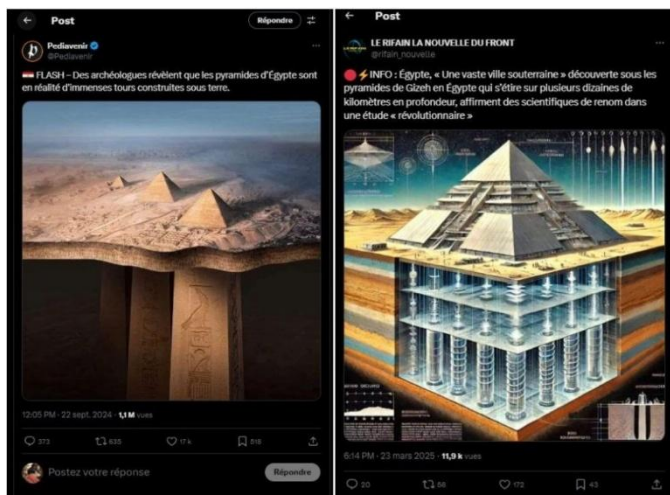 Post
Répondre
Pediavenir
@Pediavenir
FLASH – Des archéologues révèlent que les pyramides d'Égypte sont
en réalité d'immenses tours construites sous terre.
12:05 PM · 22 sept. 2024 · 1,1 M vues
373 635 17 k 516
Postez votre réponse
Répondre
Post
LE RIFAIN LA NOUVELLE DU FRONT
@rifain_nouvelle
INFO : Égypte, « Une vaste ville souterraine » découverte sous les
pyramides de Gizeh en Égypte qui s'étire sur plusieurs dizaines de
kilomètres en profondeur, affirment des scientifiques de renom dans
une étude « révolutionnaire »
6:14 PM · 23 mars 2025 · 11,9 k vues
20 56 172 43